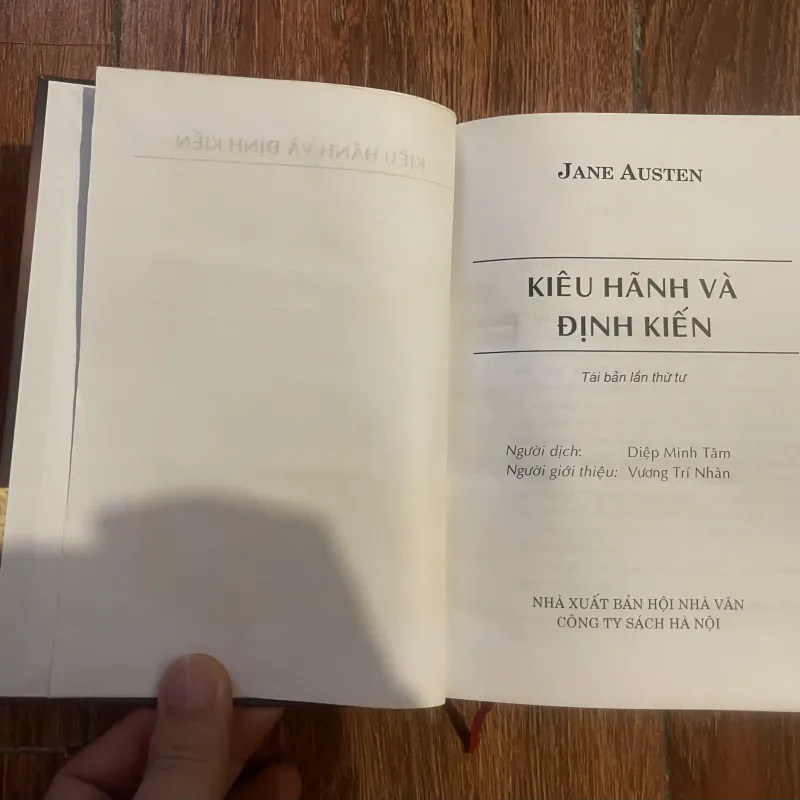 KIÊU HÃNH VÀ ĐỊNH KIẾN
JANE AUSTEN
KIÊU HÃNH VÀ
ĐỊNH KIẾN
Tái bản lần thứ tư
Người dịch: Diệp Minh Tâm
Người giới thiệu: Vương Trí Nhàn
NHÀ XUẤT BẢN HỘI NHÀ VĂN
CÔNG TY SÁCH HÀ NỘI